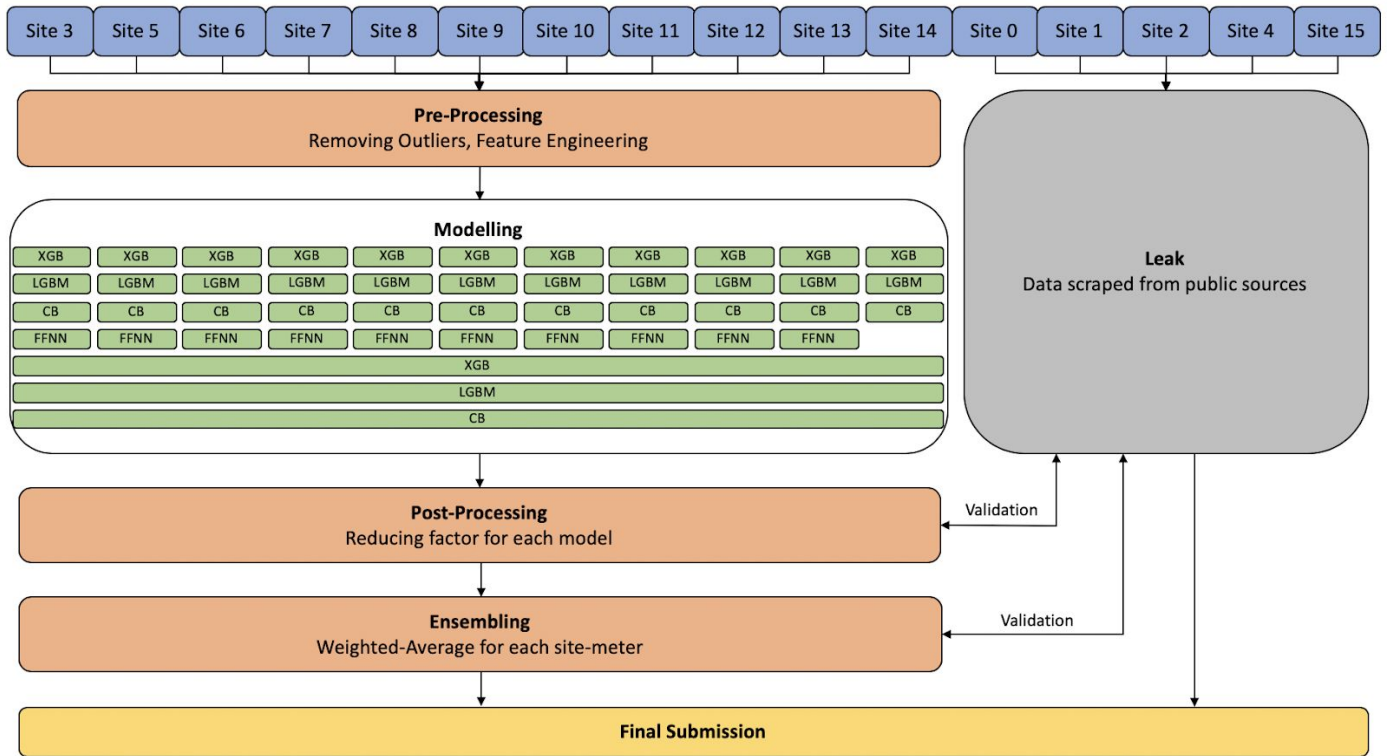 Site 3 Site 5 Site 6 Site 7 Site 8 Site 9 Site 10 Site 11 Site 12 Site 13 Site 14 Site 0 Site 1 Site 2 Site 4 Site 15
Pre-Processing
Removing Outliers, Feature Engineering
Modelling
XGB XGB XGB XGB XGB XGB XGB XGB XGB XGB XGB
LGBM LGBM LGBM LGBM LGBM LGBM LGBM LGBM LGBM LGBM LGBM
CB CB CB CB CB CB CB CB CB CB CB
FFNN FFNN FFNN FFNN FFNN FFNN FFNN FFNN FFNN FFNN
XGB
LGBM
CB
Leak
Data scraped from public sources
Post-Processing
Reducing factor for each model
Validation
Ensembling
Weighted-Average for each site-meter
Validation
Final Submission